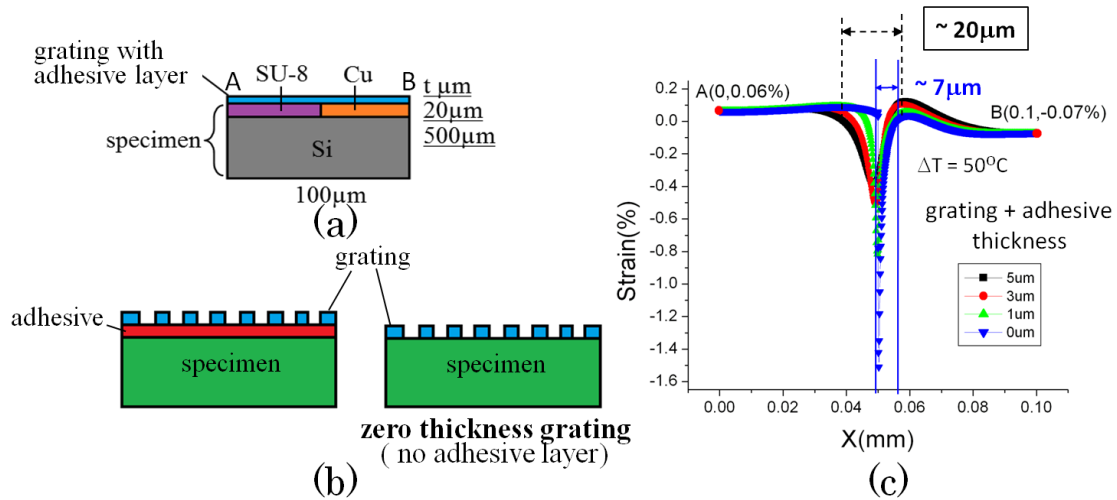 grating with
adhesive layer
A
SU-8
Cu
B
t μm
20μm
500μm
specimen
Si
100μm
(a)
grating
adhesive
specimen
specimen
zero thickness grating
( no adhesive layer)
(b)
~ 20μm
~ 7μm
A(0,0.06%)
B(0.1,-0.07%)
ΔT = 50°C
grating + adhesive
thickness
5um
3um
1um
0um
Strain(%)
0.2
0.0
-0.2
-0.4
-0.6
-0.8
-1.0
-1.2
-1.4
-1.6
0.00 0.02 0.04 0.06 0.08 0.10
X(mm)
(c)